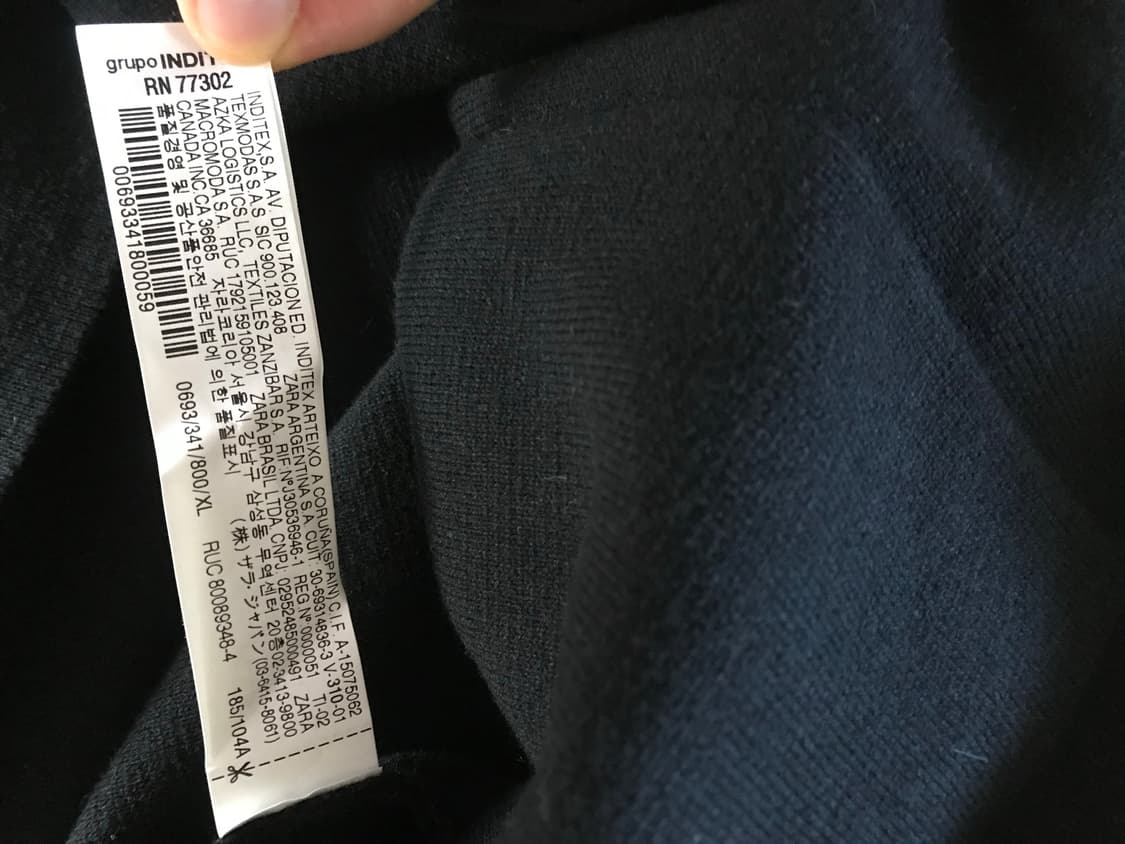 grupo INDIT
RN 77302
INDITEX,S.A. AV. DIPUTACION ED. INDITEX ARTEIXO, A CORUÑA (SPAIN) C.I.F. A-15075062
TEXMODAS S.A.S SIC 900 123 408 ZARA ARGENTINA S.A. CUIT: 30-69314836-3 V-310-01
AZKA LOGISTICS LLC, TEXTILES ZANZIBAR S.A. RIF NºJ30536946-1 REG Nº 0000051 TI-02
MACROMODA S.A. RUC 1792159105001 ZARA BRASIL LTDA, CNPJ: 02952485000491 ZARA
CANADA INC.CA 36685 자라코리아 서울시 강남구 삼성동 무역센터 20층 02-3413-9800
품질경영 및 공산품안전 관리법에 의한 품질표시 (株)ザラ・ジャパン(03-6415-8061)
00693341800059
0693/341/800/XL RUC 80089348-4 185/104A